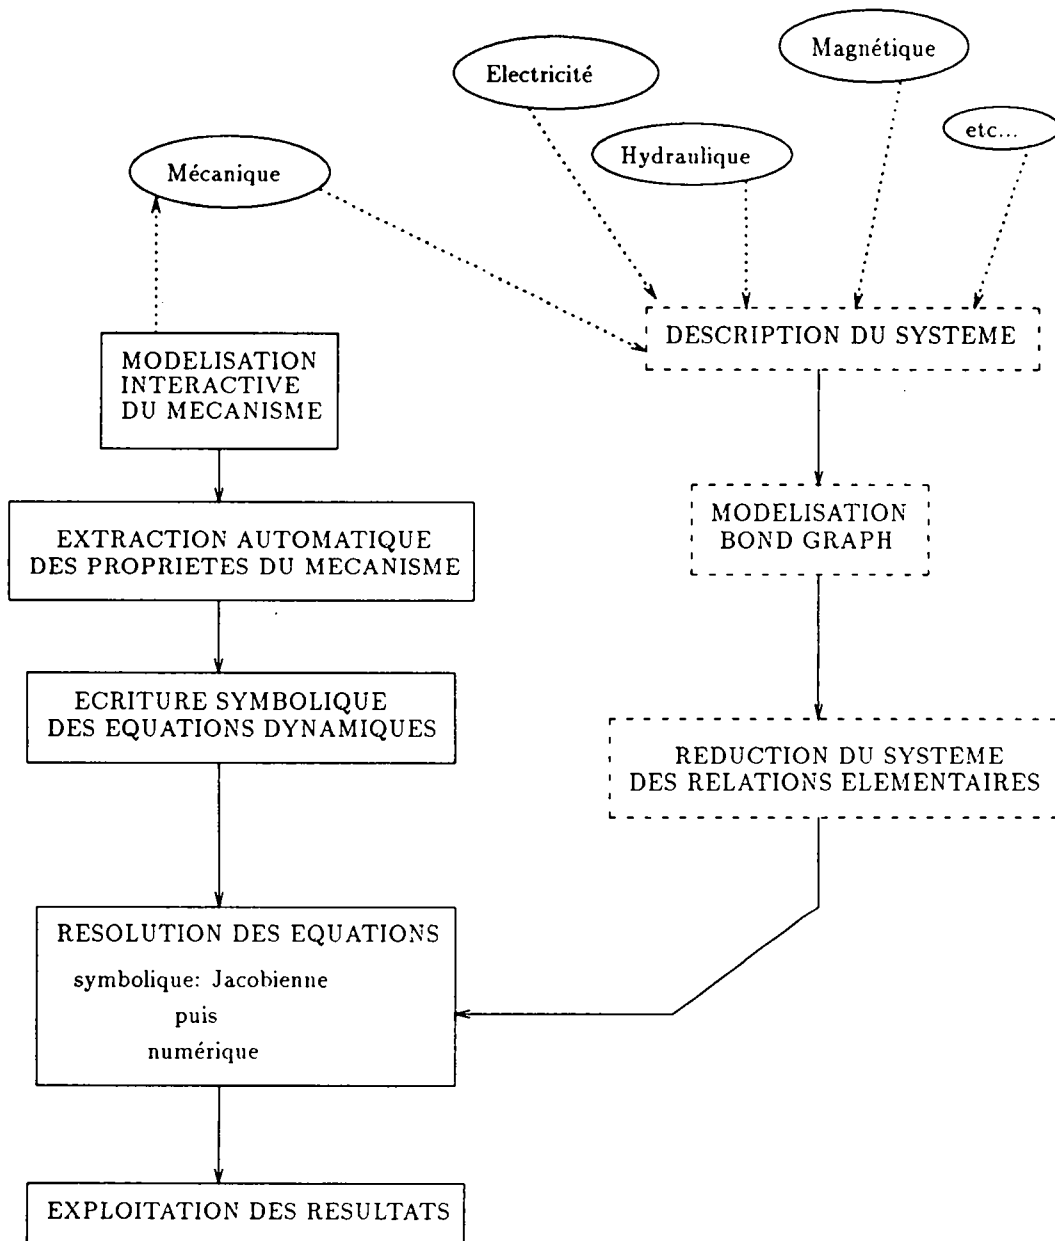 Magnétique
Electricité
etc...
Hydraulique
Mécanique
DESCRIPTION DU SYSTEME
MODELISATION
INTERACTIVE
DU MECANISME
MODELISATION
BOND GRAPH
EXTRACTION AUTOMATIQUE
DES PROPRIETES DU MECANISME
ECRITURE SYMBOLIQUE
DES EQUATIONS DYNAMIQUES
REDUCTION DU SYSTEME
DES RELATIONS ELEMENTAIRES
RESOLUTION DES EQUATIONS
symbolique: Jacobienne
puis
numérique
EXPLOITATION DES RESULTATS